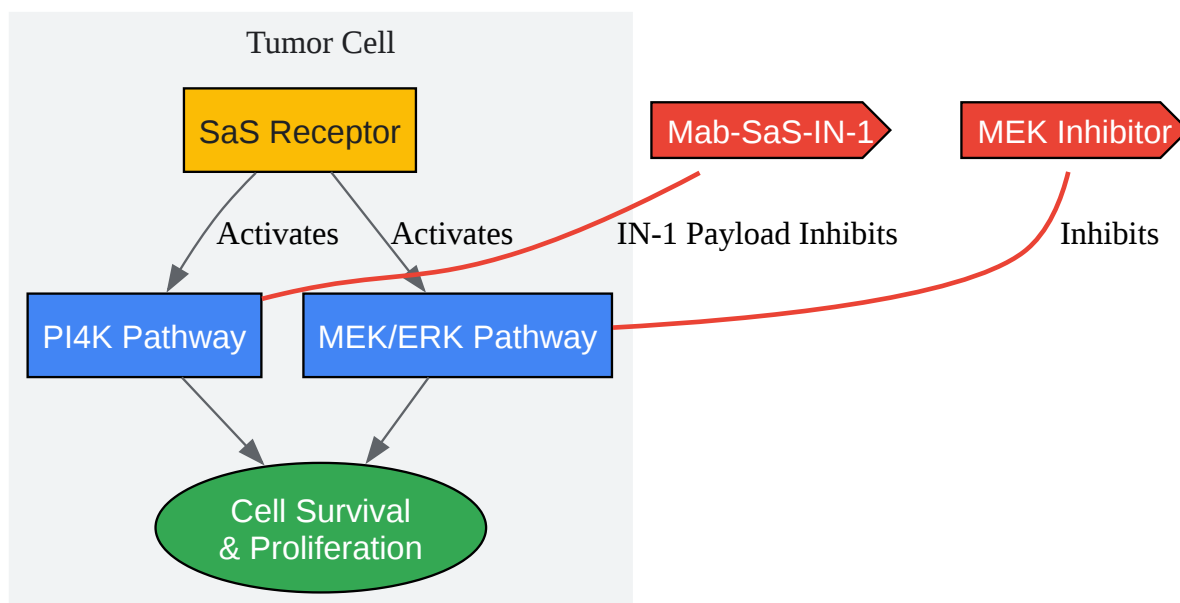 Tumor Cell
SaS Receptor
Mab-SaS-IN-1
MEK Inhibitor
Activates
Activates
IN-1 Payload Inhibits
Inhibits
PI4K Pathway
MEK/ERK Pathway
Cell Survival
& Proliferation